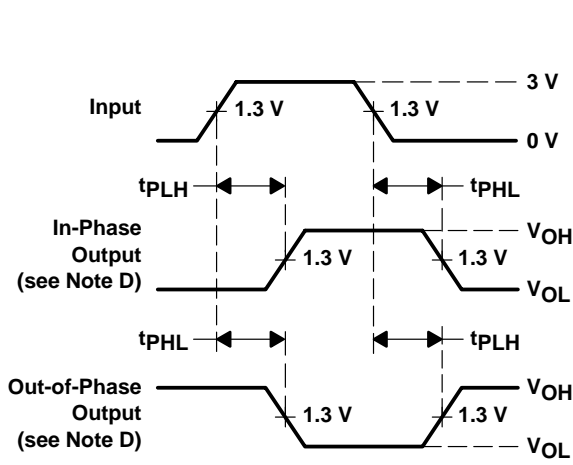 3 V
Input
1.3 V
1.3 V
0 V
tPLH
tPHL
In-Phase
Output
(see Note D)
VOH
1.3 V
1.3 V
VOL
tPHL
tPLH
Out-of-Phase
Output
(see Note D)
VOH
1.3 V
1.3 V
VOL